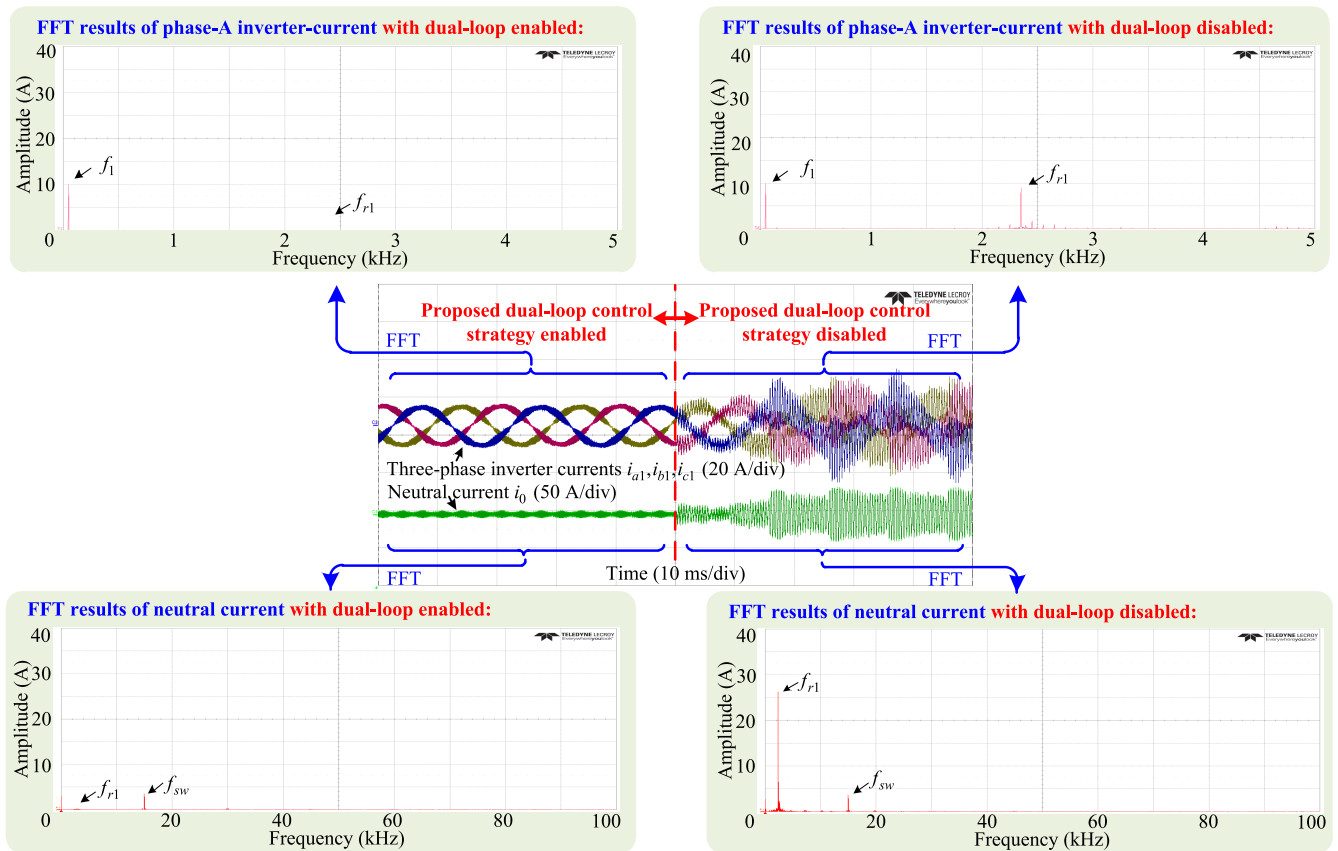 FFT results of phase-A inverter-current with dual-loop enabled:
40
30
20
10
0
Amplitude (A)
TELEDYNE LECROY
Everywhereyoulook
f1
fr1
1
2
3
4
5
Frequency (kHz)
FFT results of phase-A inverter-current with dual-loop disabled:
40
30
20
10
0
Amplitude (A)
TELEDYNE LECROY
Everywhereyoulook
f1
fr1
1
2
3
4
5
Frequency (kHz)
TELEDYNE LECROY
Everywhereyoulook
Proposed dual-loop control
strategy enabled
Proposed dual-loop control
strategy disabled
FFT
FFT
Three-phase inverter currents ia1,ib1,ic1 (20 A/div)
Neutral current i0 (50 A/div)
FFT
Time (10 ms/div)
FFT
FFT results of neutral current with dual-loop enabled:
40
30
20
10
0
Amplitude (A)
TELEDYNE LECROY
Everywhereyoulook
fr1
fsw
20
40
60
80
100
Frequency (kHz)
FFT results of neutral current with dual-loop disabled:
40
30
20
10
0
Amplitude (A)
TELEDYNE LECROY
Everywhereyoulook
fr1
fsw
20
40
60
80
100
Frequency (kHz)